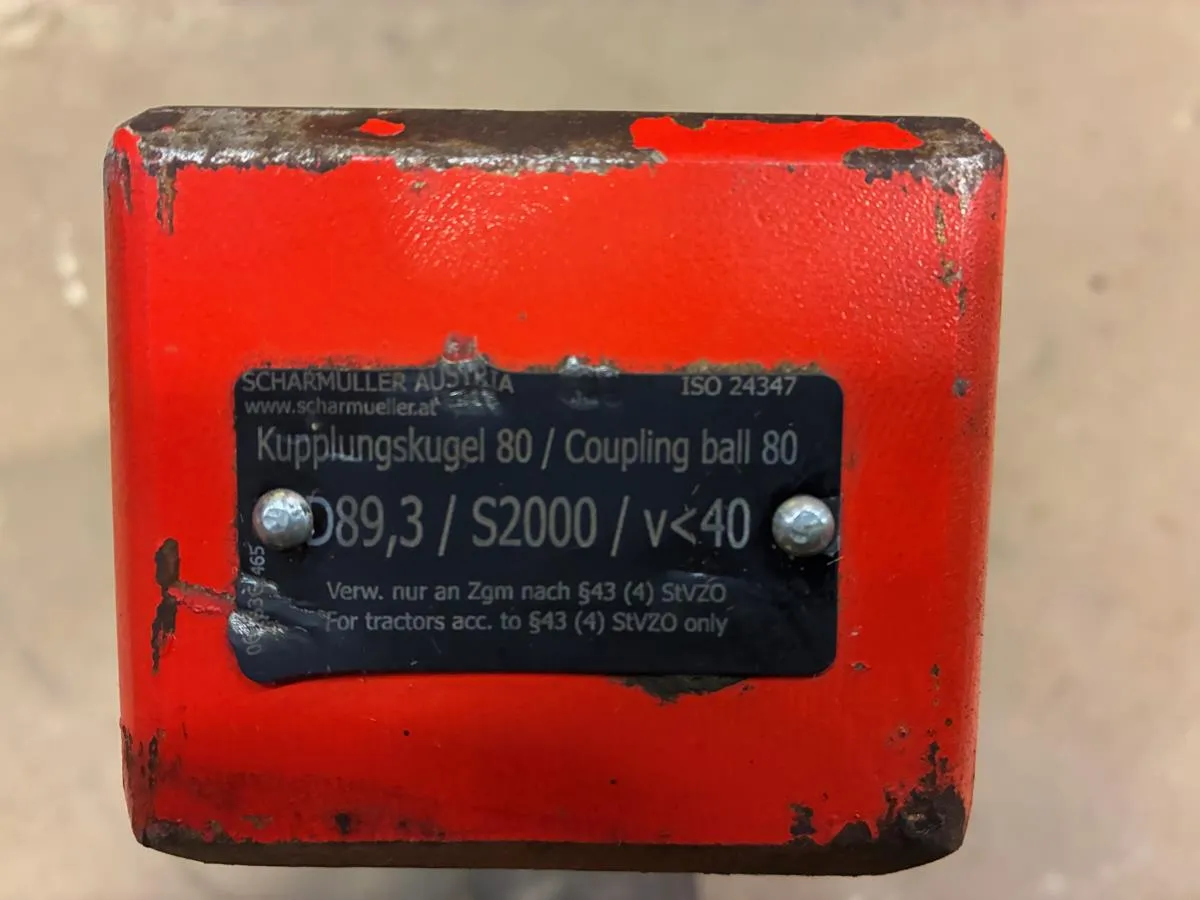 SCHARMÜLLER AUSTRIA ISO 24347
www.scharmueller.at
Kupplungskugel 80 / Coupling ball 80
D89,3 / S2000 / v<40
Verw. nur an Zgm nach §43 (4) StVZO
For tractors acc. to §43 (4) StVZO only